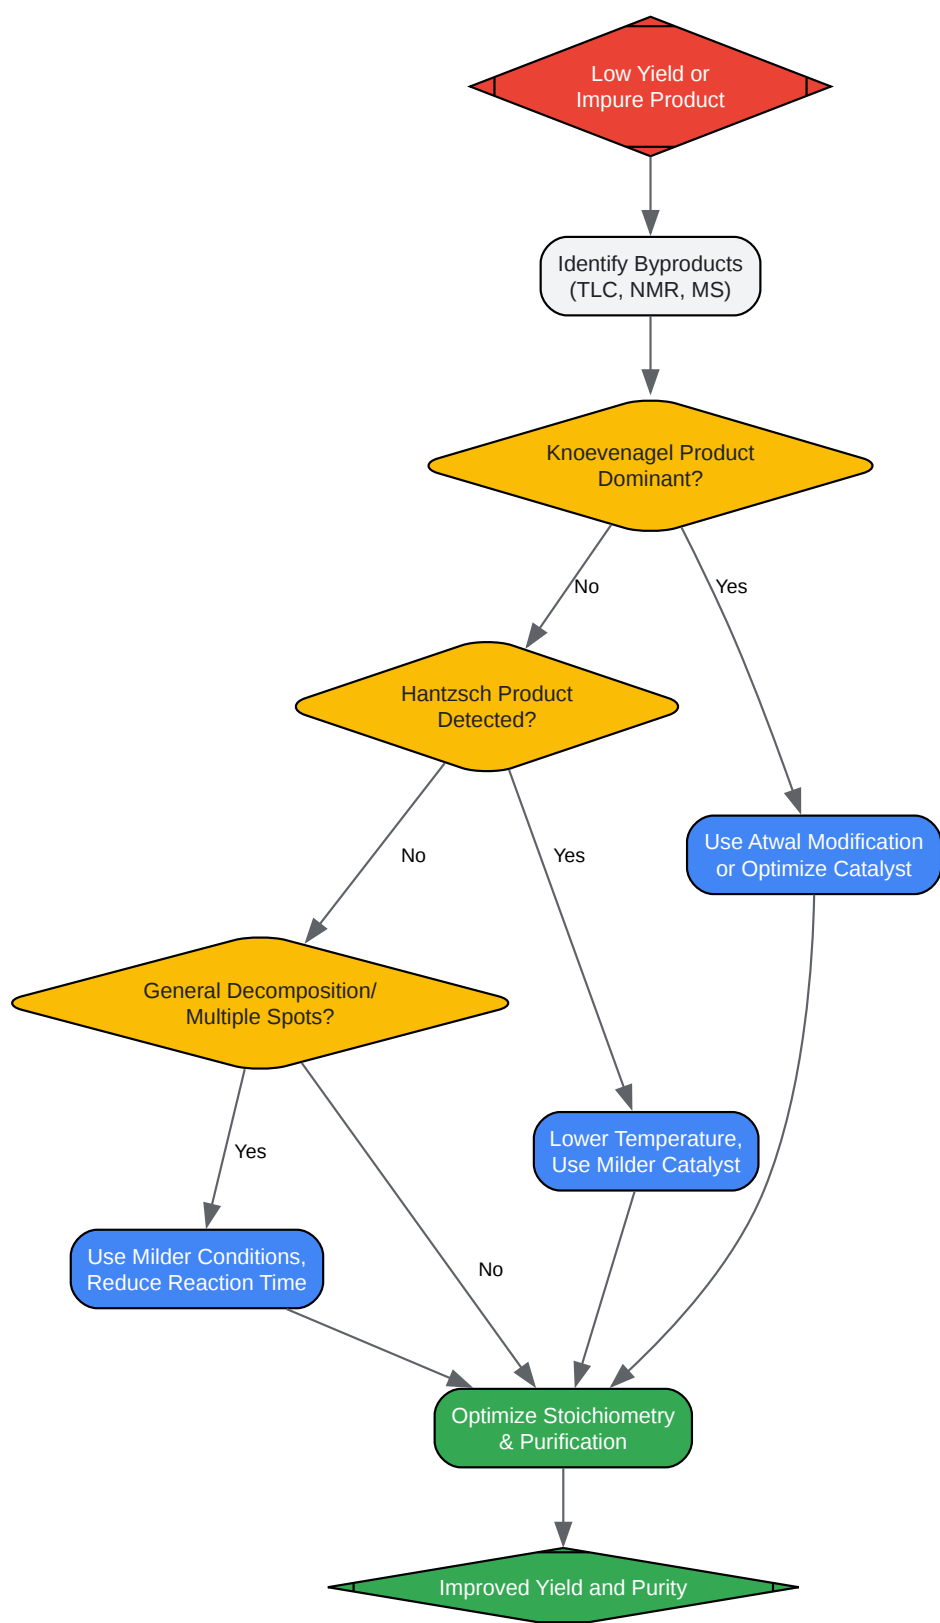 Low Yield or
Impure Product
Identify Byproducts
(TLC, NMR, MS)
Knoevenagel Product
Dominant?
No
Yes
Hantzsch Product
Detected?
Use Atwal Modification
or Optimize Catalyst
No
Yes
General Decomposition/
Multiple Spots?
Lower Temperature,
Use Milder Catalyst
Yes
Use Milder Conditions,
Reduce Reaction Time
No
Optimize Stoichiometry
& Purification
Improved Yield and Purity